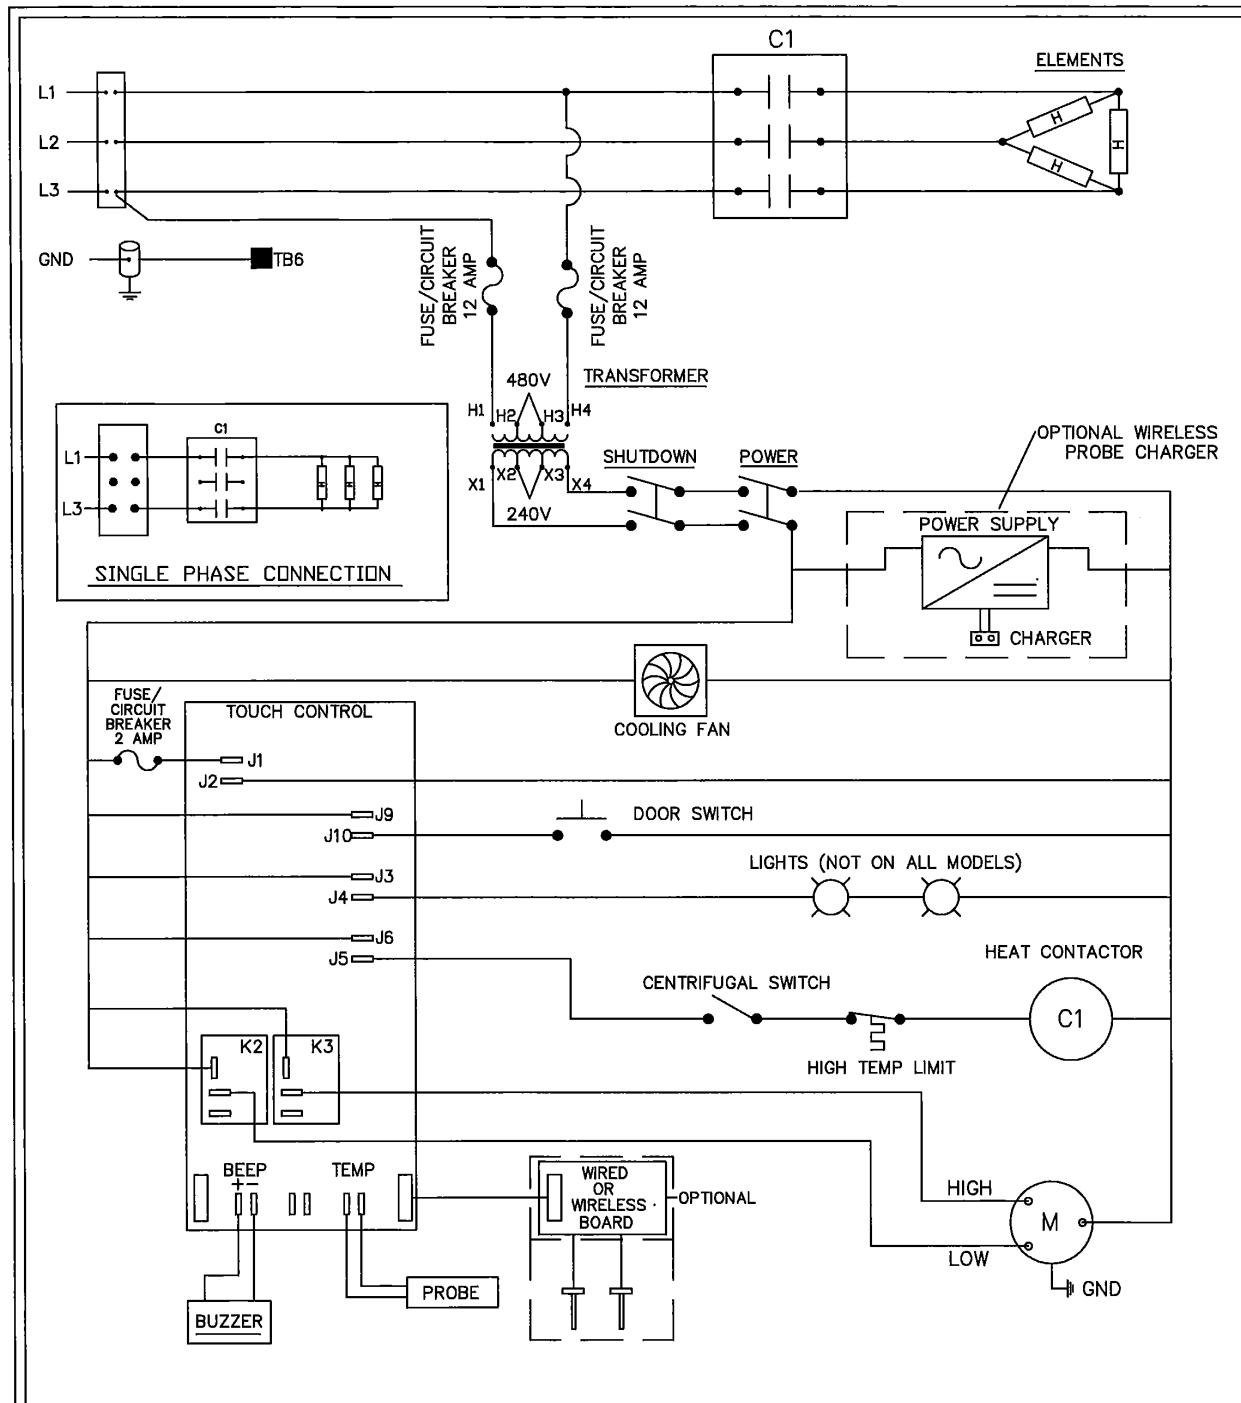 C1
ELEMENTS
L1
L2
L3
H
H
H
GND
TB6
FUSE/CIRCUIT
BREAKER
12 AMP
FUSE/CIRCUIT
BREAKER
12 AMP
480V
TRANSFORMER
H1
H2
H3
H4
X1
X2
X3
X4
240V
SHUTDOWN
POWER
OPTIONAL WIRELESS
PROBE CHARGER
POWER SUPPLY
CHARGER
C1
L1
L3
H
H
H
SINGLE PHASE CONNECTION
COOLING FAN
FUSE/
CIRCUIT
BREAKER
2 AMP
TOUCH CONTROL
J1
J2
J9
J10
DOOR SWITCH
J3
J4
LIGHTS (NOT ON ALL MODELS)
J6
J5
HEAT CONTACTOR
CENTRIFUGAL SWITCH
C1
HIGH TEMP LIMIT
K2
K3
BEEP
+ −
TEMP
WIRED
OR
WIRELESS
BOARD
OPTIONAL
HIGH
LOW
M
GND
PROBE
BUZZER